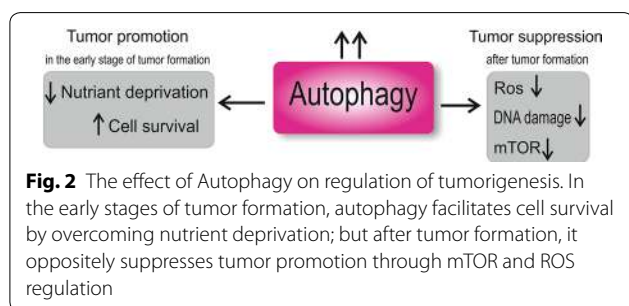 Tumor promotion
in the early stage of tumor formation
↓ Nutriant deprivation
↑ Cell survival
↑↑
Autophagy
Tumor suppression
after tumor formation
Ros ↓
DNA damage ↓
mTOR ↓
Fig. 2 The effect of Autophagy on regulation of tumorigenesis. In
the early stages of tumor formation, autophagy facilitates cell survival
by overcoming nutrient deprivation; but after tumor formation, it
oppositely suppresses tumor promotion through mTOR and ROS
regulation